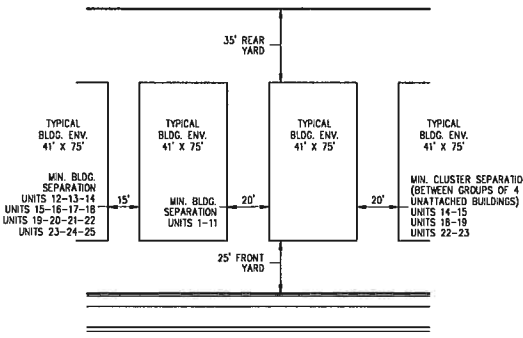 35' REAR
YARD
TYPICAL
BLDG. ENV.
41' X 75'
TYPICAL
BLDG. ENV.
41' X 75'
TYPICAL
BLDG. ENV.
41' X 75'
TYPICAL
BLDG. ENV.
41' X 75'
MIN. BLDG.
SEPARATION
UNITS 12-13-14
UNITS 15-16-17-18
UNITS 19-20-21-22
UNITS 23-24-25
15'
MIN. BLDG.
SEPARATION
UNITS 1-11
20'
20'
MIN. CLUSTER SEPARATIO
(BETWEEN GROUPS OF 4
UNATTACHED BUILDINGS)
UNITS 14-15
UNITS 18-19
UNITS 22-23
25' FRONT
YARD